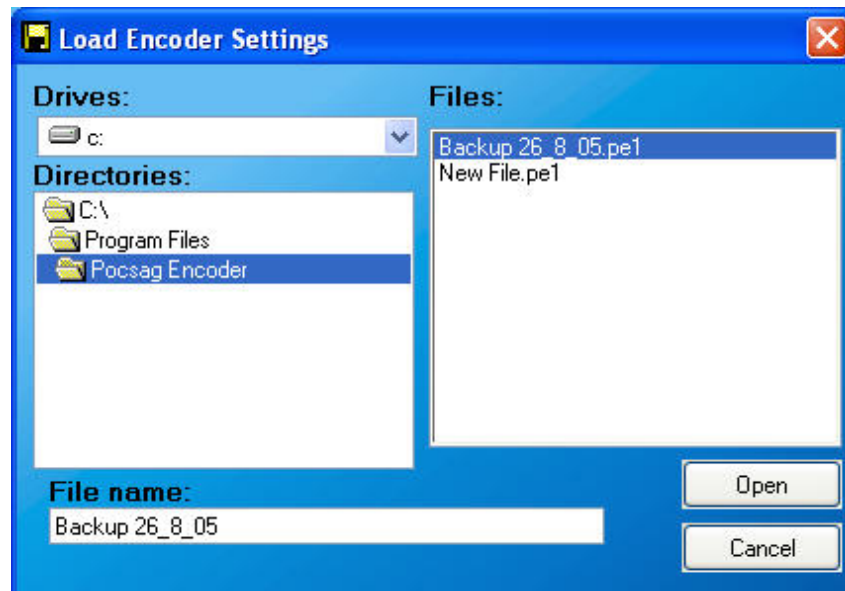 Load Encoder Settings
Drives:
c:
Directories:
C:\
Program Files
Pocsag Encoder
Files:
Backup 26_8_05.pe1
New File.pe1
File name:
Backup 26_8_05
Open
Cancel